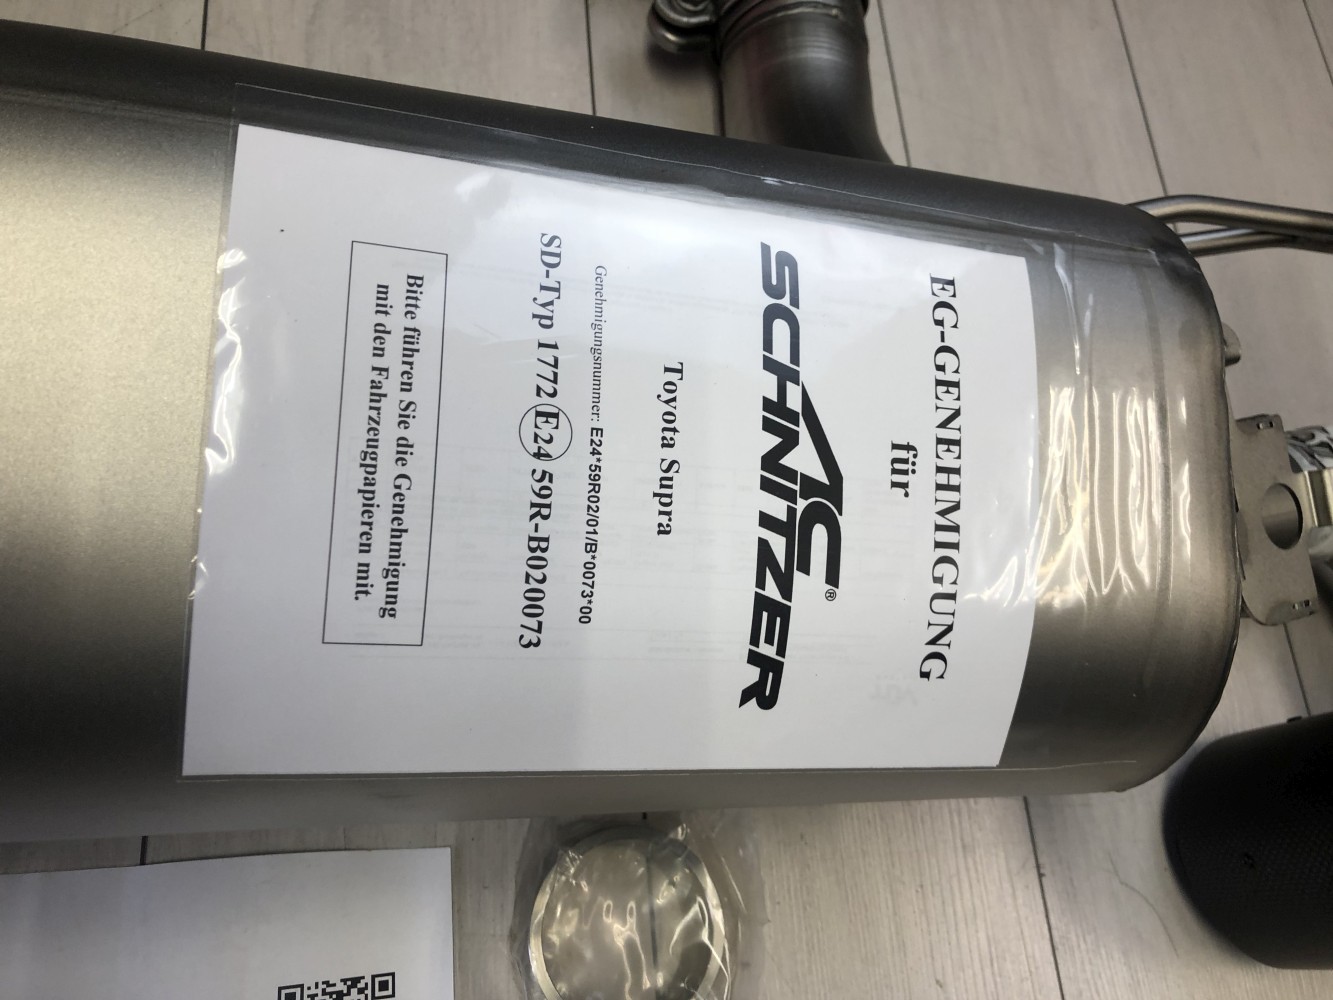 EG-GENEHMIGUNG
für
AC®
SCHNITZER
Toyota Supra
Genehmigungsnummer: E24*59R02/01/B*0073*00
SD-Typ 1772 E24 59R-B020073
Bitte führen Sie die Genehmigung
mit den Fahrzeugpapieren mit.